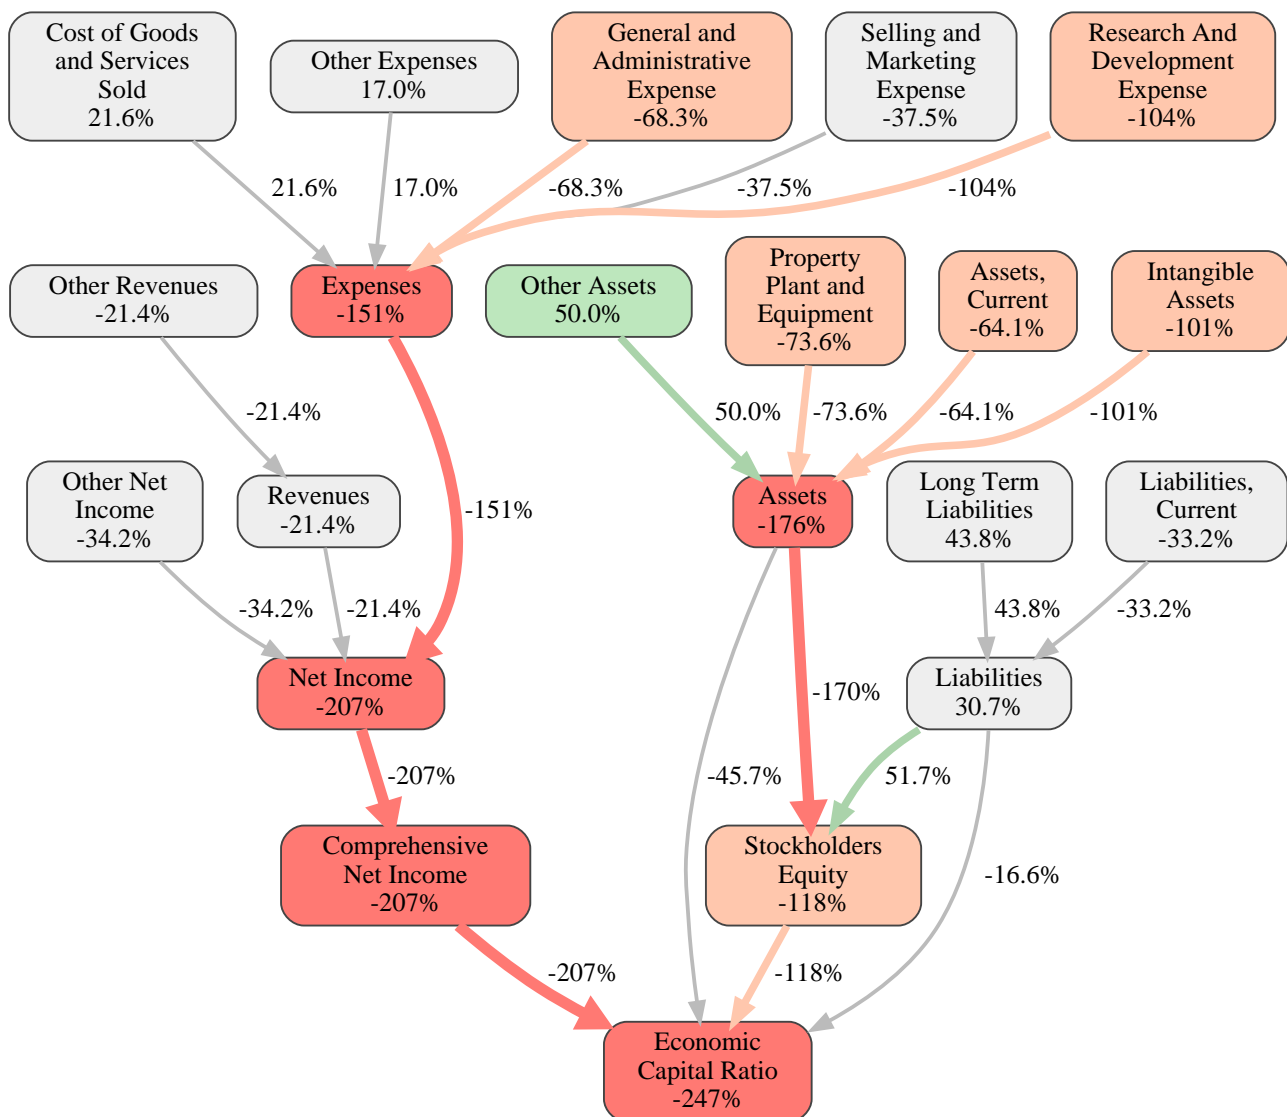 Cost of Goods
and Services
Sold
21.6%
Other Expenses
17.0%
General and
Administrative
Expense
-68.3%
Selling and
Marketing
Expense
-37.5%
Research And
Development
Expense
-104%
21.6%
17.0%
-68.3%
-37.5%
-104%
Other Revenues
-21.4%
Expenses
-151%
Other Assets
50.0%
Property
Plant and
Equipment
-73.6%
Assets,
Current
-64.1%
Intangible
Assets
-101%
-21.4%
50.0%
-73.6%
-64.1%
-101%
Other Net
Income
-34.2%
Revenues
-21.4%
-151%
Assets
-176%
Long Term
Liabilities
43.8%
Liabilities,
Current
-33.2%
-34.2%
-21.4%
43.8%
-33.2%
Net Income
-207%
-170%
Liabilities
30.7%
-207%
-45.7%
51.7%
Comprehensive
Net Income
-207%
Stockholders
Equity
-118%
-16.6%
-207%
-118%
Economic
Capital Ratio
-247%